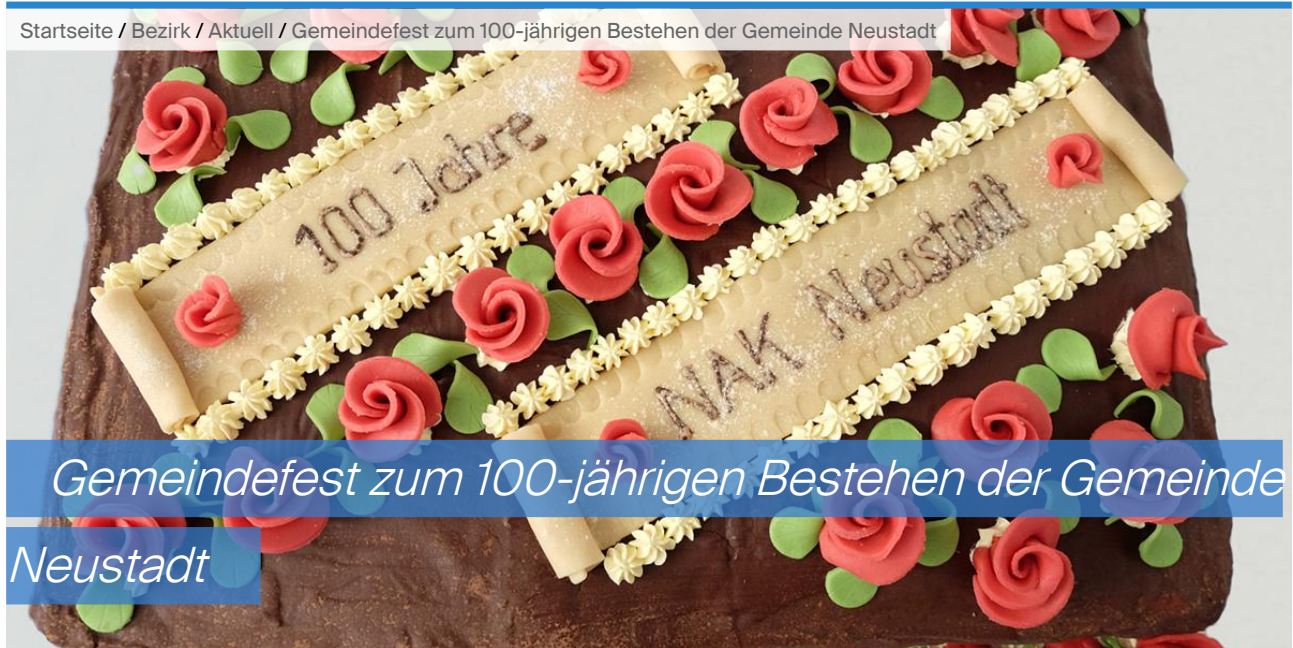 Startseite / Bezirk / Aktuell / Gemeindefest zum 100-jährigen Bestehen der Gemeinde Neustadt
100 Jahre
NAK Neustadt
Gemeindefest zum 100-jährigen Bestehen der Gemeinde
Neustadt